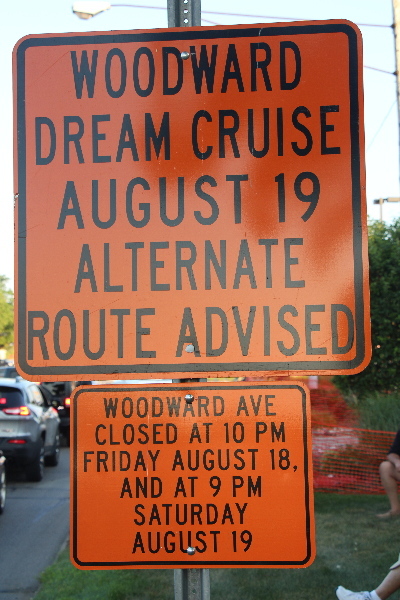 WOODWARD
DREAM CRUISE
AUGUST 19
ALTERNATE
ROUTE ADVISED
WOODWARD AVE
CLOSED AT 10 PM
FRIDAY AUGUST 18,
AND AT 9 PM
SATURDAY
AUGUST 19